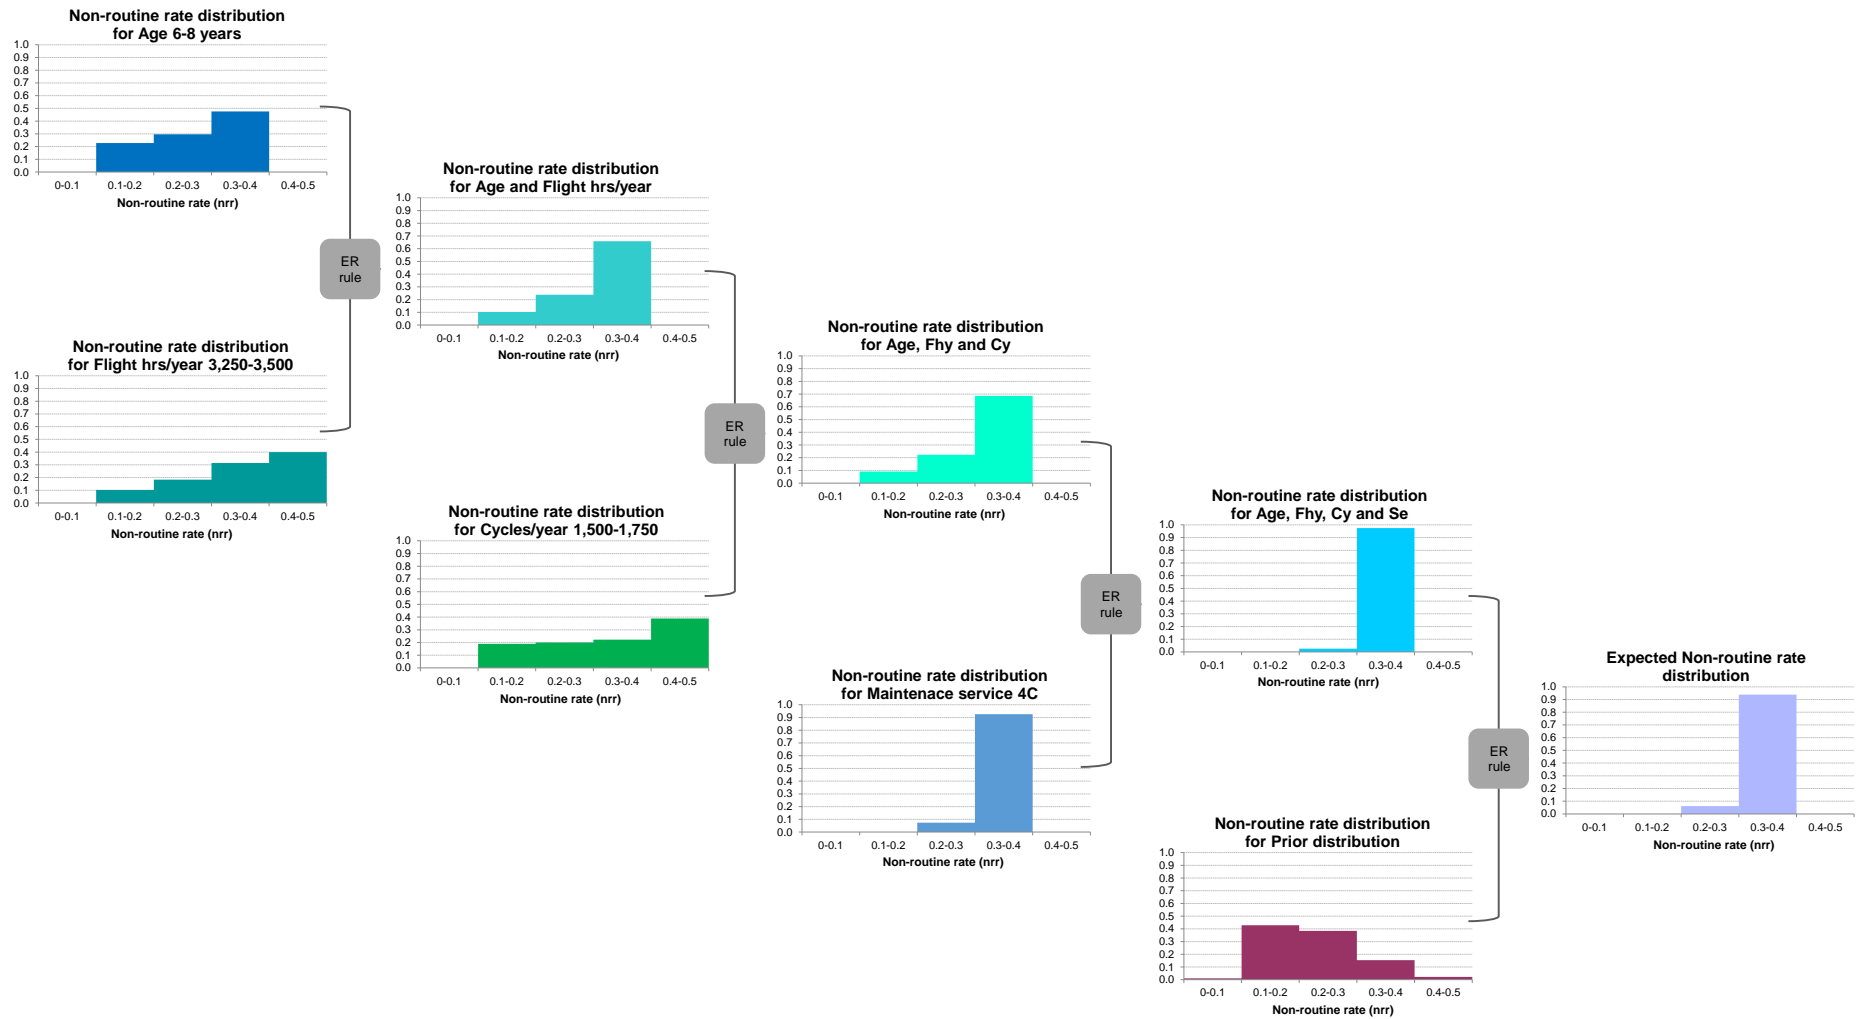 Non-routine rate distribution
for Age 6-8 years
1.0
0.9
0.8
0.7
0.6
0.5
0.4
0.3
0.2
0.1
0.0
0-0.1 0.1-0.2 0.2-0.3 0.3-0.4 0.4-0.5
Non-routine rate (nrr)
ER
rule
Non-routine rate distribution
for Flight hrs/year 3,250-3,500
1.0
0.9
0.8
0.7
0.6
0.5
0.4
0.3
0.2
0.1
0.0
0-0.1 0.1-0.2 0.2-0.3 0.3-0.4 0.4-0.5
Non-routine rate (nrr)
Non-routine rate distribution
for Age and Flight hrs/year
1.0
0.9
0.8
0.7
0.6
0.5
0.4
0.3
0.2
0.1
0.0
0-0.1 0.1-0.2 0.2-0.3 0.3-0.4 0.4-0.5
Non-routine rate (nrr)
ER
rule
Non-routine rate distribution
for Cycles/year 1,500-1,750
1.0
0.9
0.8
0.7
0.6
0.5
0.4
0.3
0.2
0.1
0.0
0-0.1 0.1-0.2 0.2-0.3 0.3-0.4 0.4-0.5
Non-routine rate (nrr)
Non-routine rate distribution
for Age, Fhy and Cy
1.0
0.9
0.8
0.7
0.6
0.5
0.4
0.3
0.2
0.1
0.0
0-0.1 0.1-0.2 0.2-0.3 0.3-0.4 0.4-0.5
Non-routine rate (nrr)
ER
rule
Non-routine rate distribution
for Maintenace service 4C
1.0
0.9
0.8
0.7
0.6
0.5
0.4
0.3
0.2
0.1
0.0
0-0.1 0.1-0.2 0.2-0.3 0.3-0.4 0.4-0.5
Non-routine rate (nrr)
Non-routine rate distribution
for Age, Fhy, Cy and Se
1.0
0.9
0.8
0.7
0.6
0.5
0.4
0.3
0.2
0.1
0.0
0-0.1 0.1-0.2 0.2-0.3 0.3-0.4 0.4-0.5
Non-routine rate (nrr)
ER
rule
Non-routine rate distribution
for Prior distribution
1.0
0.9
0.8
0.7
0.6
0.5
0.4
0.3
0.2
0.1
0.0
0-0.1 0.1-0.2 0.2-0.3 0.3-0.4 0.4-0.5
Non-routine rate (nrr)
Expected Non-routine rate
distribution
1.0
0.9
0.8
0.7
0.6
0.5
0.4
0.3
0.2
0.1
0.0
0-0.1 0.1-0.2 0.2-0.3 0.3-0.4 0.4-0.5
Non-routine rate (nrr)